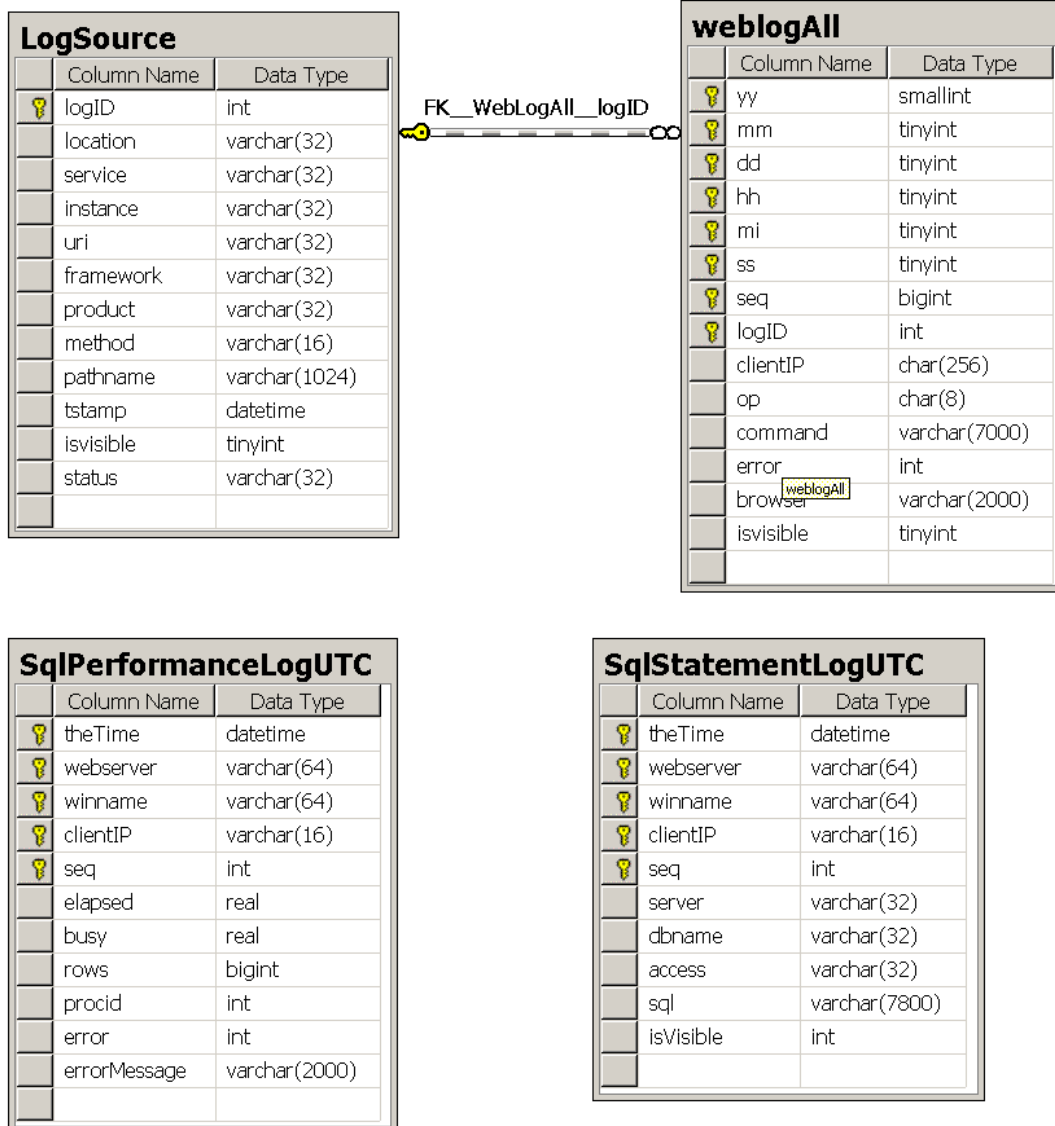 LogSource
Column Name Data Type
logID int
location varchar(32)
service varchar(32)
instance varchar(32)
uri varchar(32)
framework varchar(32)
product varchar(32)
method varchar(16)
pathname varchar(1024)
tstamp datetime
isvisible tinyint
status varchar(32)
FK__WebLogAll__logID
weblogAll
Column Name Data Type
yy smallint
mm tinyint
dd tinyint
hh tinyint
mi tinyint
ss tinyint
seq bigint
logID int
clientIP char(256)
op char(8)
command varchar(7000)
error int
weblogAll
browser varchar(2000)
isvisible tinyint
SqlPerformanceLogUTC
Column Name Data Type
theTime datetime
webserver varchar(64)
winname varchar(64)
clientIP varchar(16)
seq int
elapsed real
busy real
rows bigint
procid int
error int
errorMessage varchar(2000)
SqlStatementLogUTC
Column Name Data Type
theTime datetime
webserver varchar(64)
winname varchar(64)
clientIP varchar(16)
seq int
server varchar(32)
dbname varchar(32)
access varchar(32)
sql varchar(7800)
isVisible int